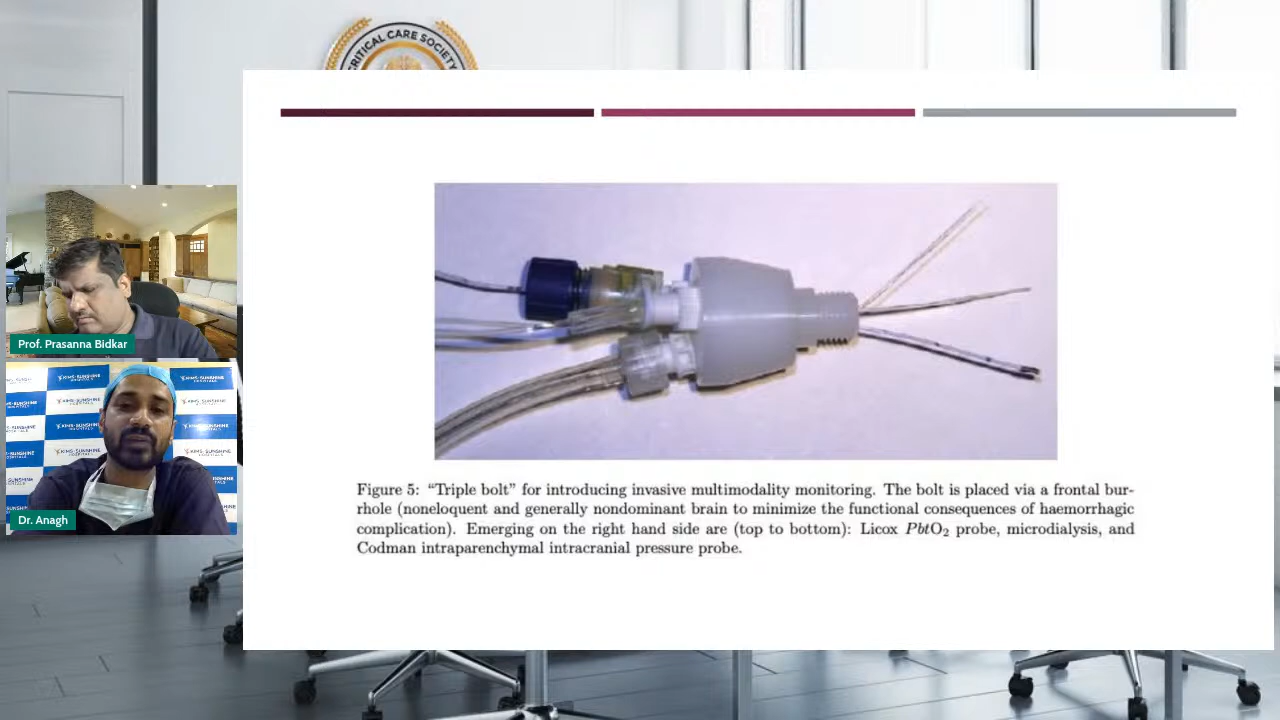 CRITICAL CARE SOCIETY
Prof. Prasanna Bidkar
KIMS-SUNSHINE
HOSPITALS
Dr. Anagh
Figure 5: “Triple bolt” for introducing invasive multimodality monitoring. The bolt is placed via a frontal bur-
rhole (noneloquent and generally nondominant brain to minimize the functional consequences of haemorrhagic
complication). Emerging on the right hand side are (top to bottom): Licox PbtO₂ probe, microdialysis, and
Codman intraparenchymal intracranial pressure probe.